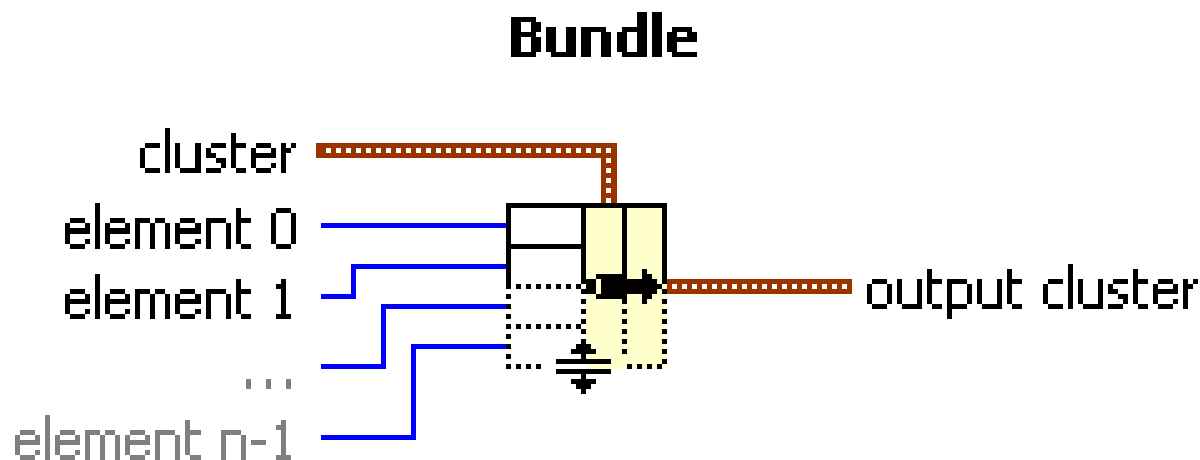 Bundle
cluster
element 0
element 1
...
element n-1
output cluster